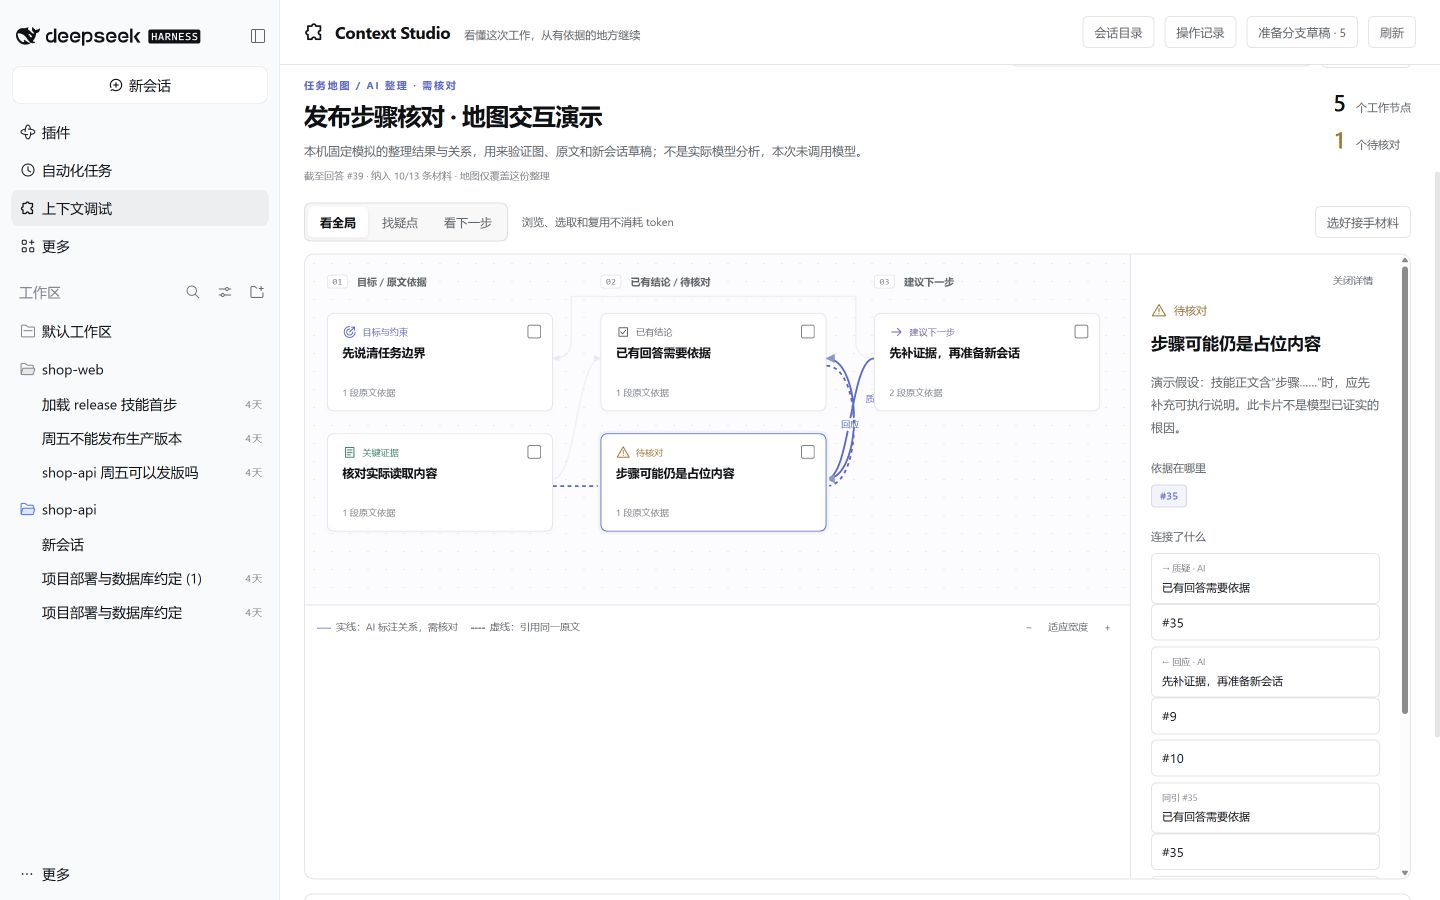 deepseek HARNESS
新会话
插件
自动化任务
上下文调试
更多
工作区
默认工作区
shop-web
加载 release 技能首步 4天
周五不能发布生产版本 4天
shop-api 周五可以发版吗 4天
shop-api
新会话
项目部署与数据库约定 (1) 4天
项目部署与数据库约定 4天
更多
Context Studio 看懂这次工作，从有依据的地方继续
会话目录 操作记录 准备分支草稿 · 5 刷新
任务地图 / AI 整理 · 需核对
发布步骤核对 · 地图交互演示
本机固定模拟的整理结果与关系，用来验证图、原文和新会话草稿；不是实际模型分析，本次未调用模型。
截至回答 #39 · 纳入 10/13 条材料 · 地图仅覆盖这份整理
5 个工作节点
1 个待核对
看全局 找疑点 看下一步 浏览、选取和复用不消耗 token 选好接手材料
01 目标 / 原文依据
目标与约束
先说清任务边界
1 段原文依据
关键证据
核对实际读取内容
1 段原文依据
02 已有结论 / 待核对
已有结论
已有回答需要依据
1 段原文依据
待核对
步骤可能仍是占位内容
1 段原文依据
质
回应
03 建议下一步
建议下一步
先补证据，再准备新会话
2 段原文依据
— 实线：AI 标注关系，需核对 ---- 虚线：引用同一原文
− 适应宽度 +
关闭详情
待核对
步骤可能仍是占位内容
演示假设：技能正文含“步骤……”时，应先
补充可执行说明。此卡片不是模型已证实的
根因。
依据在哪里
#35
连接了什么
→ 质疑 · AI
已有回答需要依据
#35
← 回应 · AI
先补证据，再准备新会话
#9
#10
同引 #35
已有回答需要依据
#35